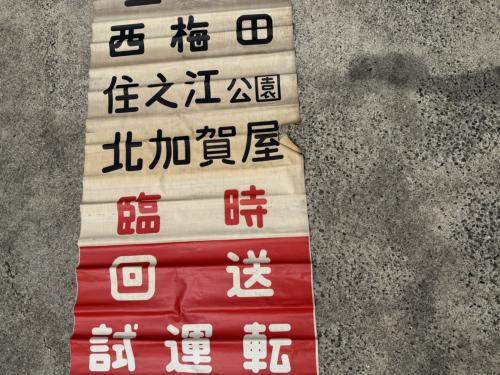 西梅田
住之江公園
北加賀屋
臨時
回送
試運転